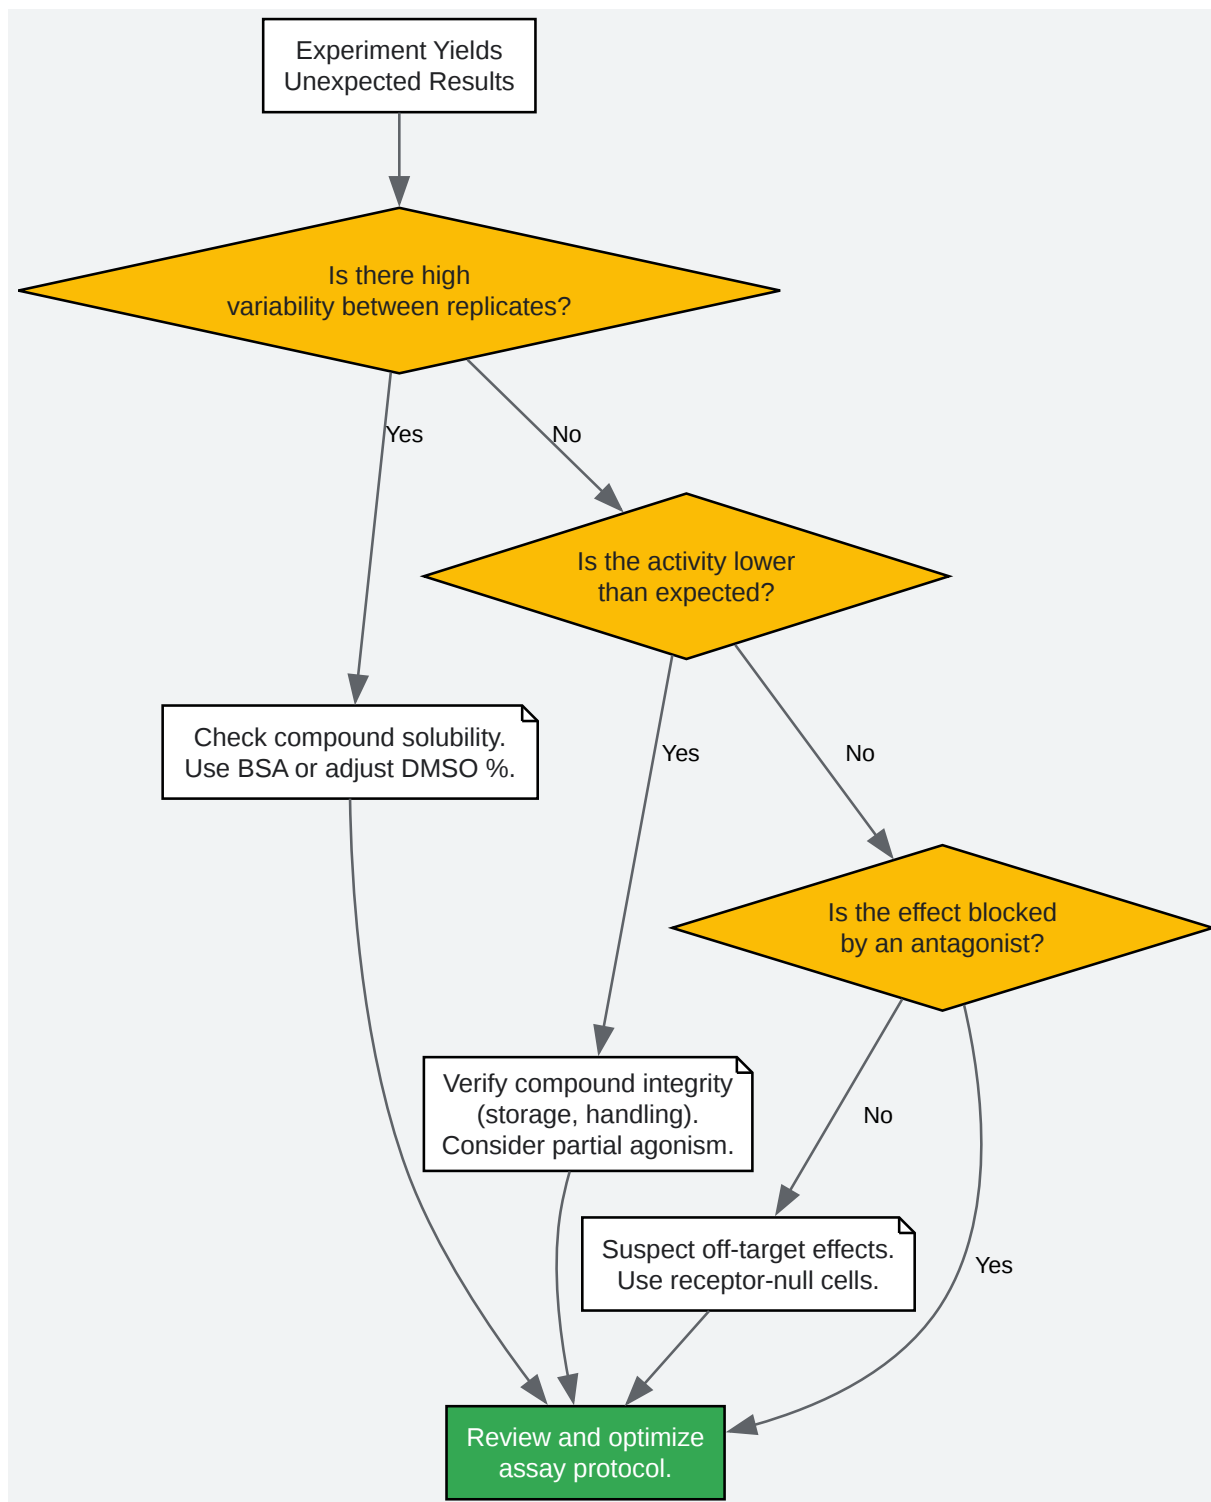 Experiment Yields
Unexpected Results
Is there high
variability between replicates?
Yes
No
Is the activity lower
than expected?
Check compound solubility.
Use BSA or adjust DMSO %.
Yes
No
Is the effect blocked
by an antagonist?
Verify compound integrity
(storage, handling).
Consider partial agonism.
No
Suspect off-target effects.
Use receptor-null cells.
Yes
Review and optimize
assay protocol.